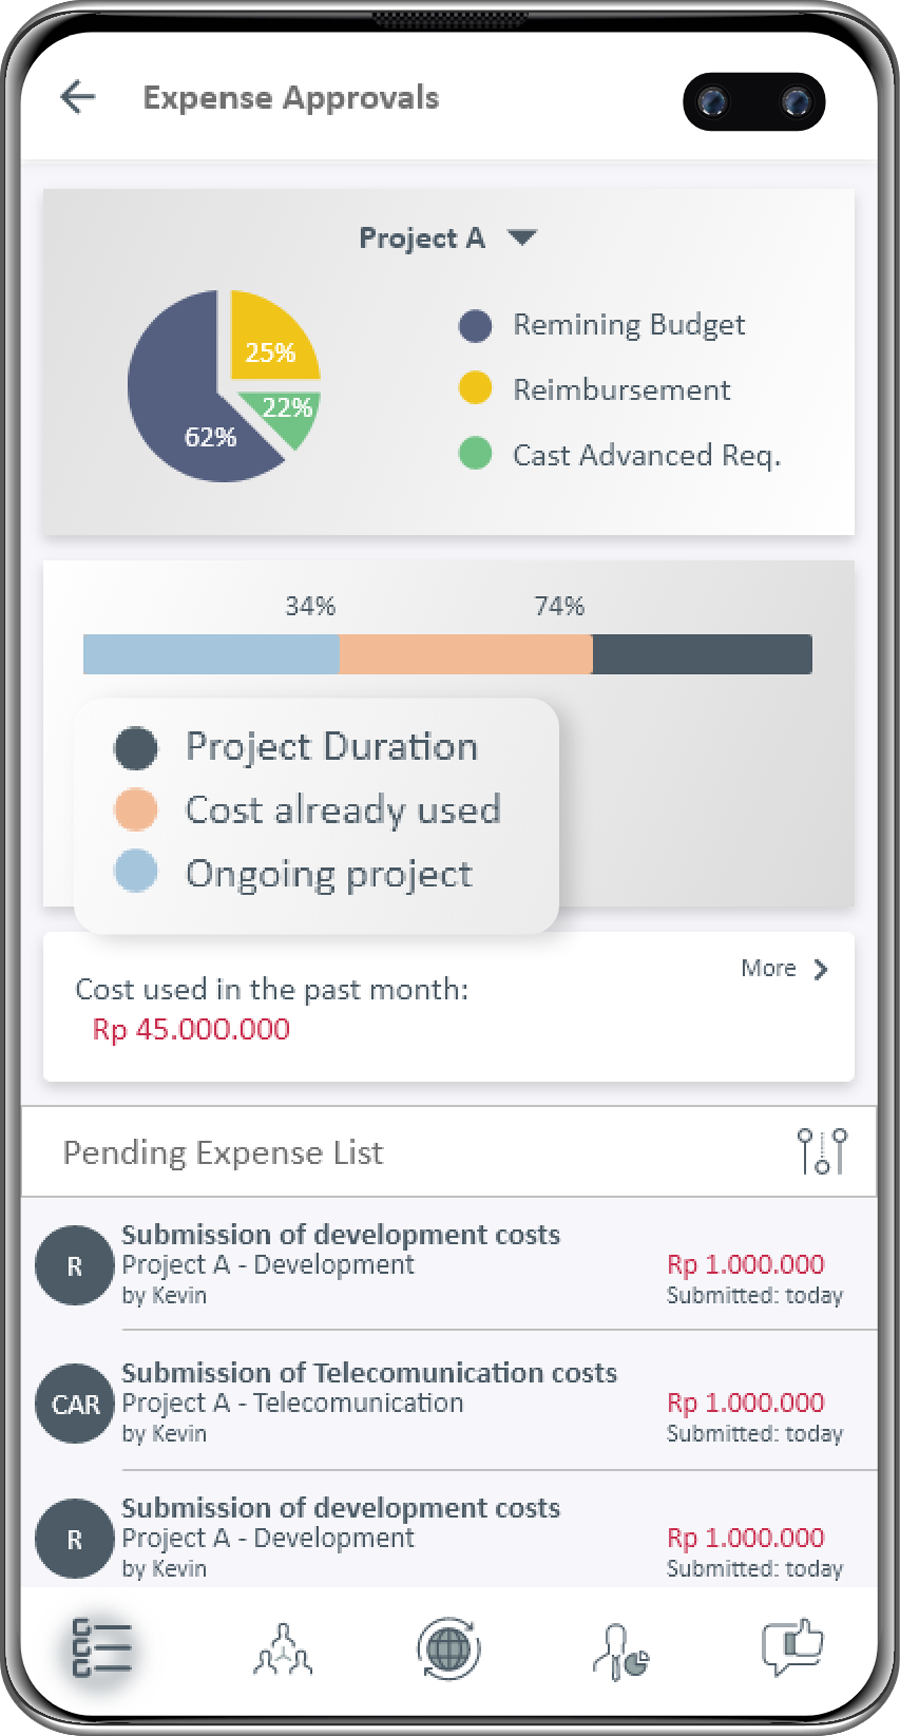 Expense Approvals
Project A
25%
22%
62%
Remining Budget
Reimbursement
Cast Advanced Req.
34%
74%
Project Duration
Cost already used
Ongoing project
More
Cost used in the past month:
Rp 45.000.000
Pending Expense List
R
Submission of development costs
Project A - Development
by Kevin
Rp 1.000.000
Submitted: today
CAR
Submission of Telecomunication costs
Project A - Telecomunication
by Kevin
Rp 1.000.000
Submitted: today
R
Submission of development costs
Project A - Development
by Kevin
Rp 1.000.000
Submitted: today